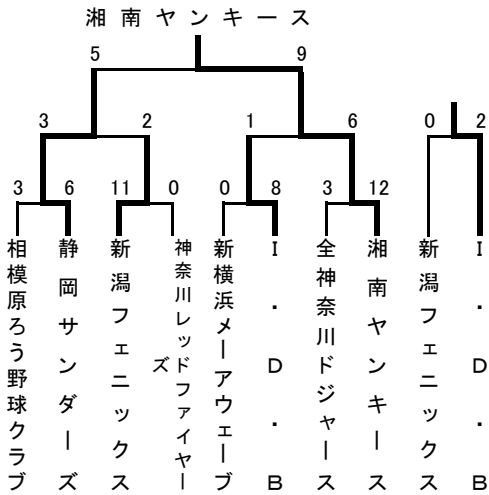 湘南ヤンキース
5 9
3 2 1 6 0 2
3 6 11 0 0 8 3 12
相模原ろう野球クラブ
静岡サンダーズ
新潟フェニックス
神奈川レッドファイヤーズ
新横浜メーアウェーブ
I・D・B
全神奈川ドジャース
湘南ヤンキース
新潟フェニックス
I・D・B